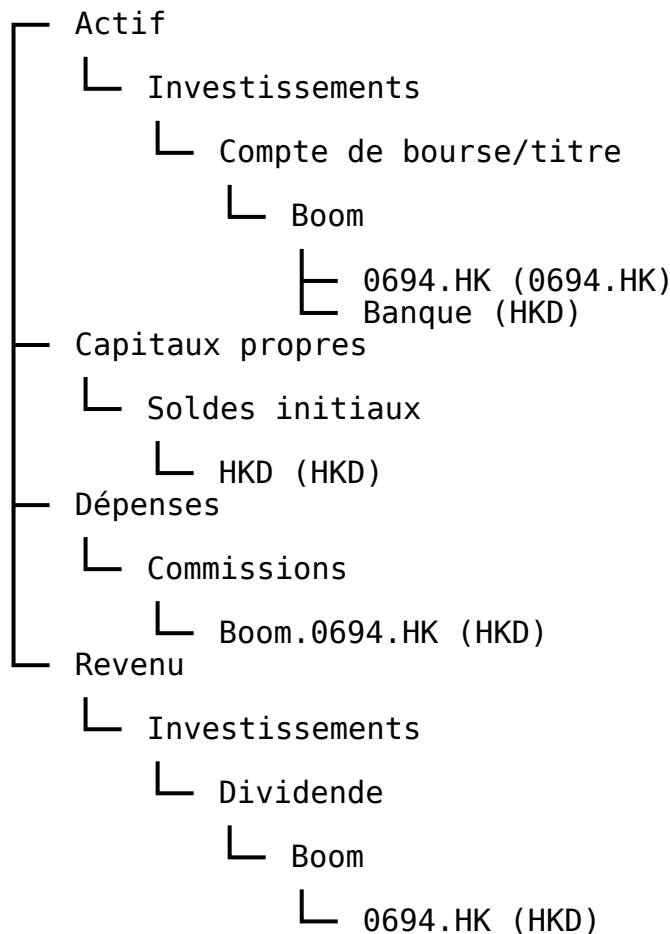 Actif
Investissements
Compte de bourse/titre
Boom
0694.HK (0694.HK)
Banque (HKD)
Capitaux propres
Soldes initiaux
HKD (HKD)
Dépenses
Commissions
Boom.0694.HK (HKD)
Revenu
Investissements
Dividende
Boom
0694.HK (HKD)